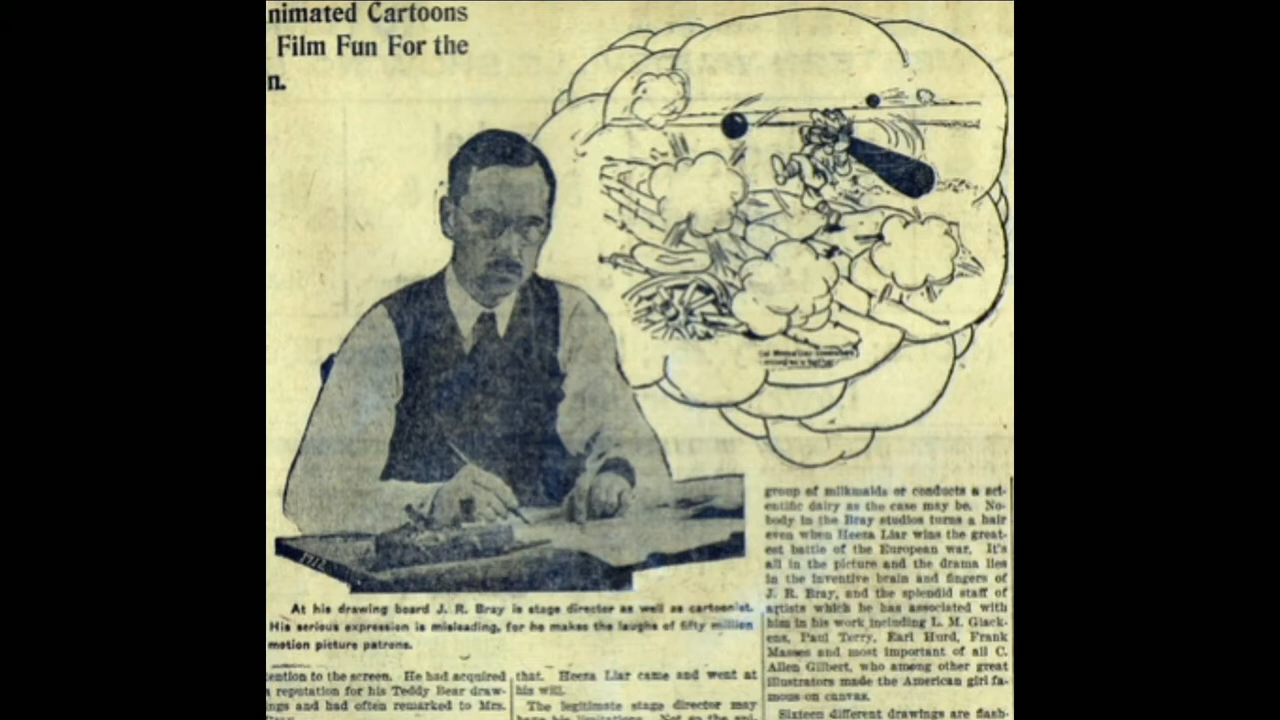 nimated Cartoons
Film Fun For the
n.
At his drawing board J. R. Bray is stage director as well as cartoonist.
His serious expression is misleading, for he makes the laughs of fifty million
motion picture patrons.
tention to the screen. He had acquired
a reputation for his Teddy Bear draw-
ings and had often remarked to Mrs.
that. Heeza Liar came and went at
his will.
The legitimate stage director may
have his limitations. Not so the
group of milkmaids or conducts a sci-
entific dairy as the case may be. No-
body in the Bray studios turns a hair
even when Heeza Liar wins the great-
est battle of the European war. It's
all in the picture and the drama lies
in the inventive brain and fingers of
J. R. Bray, and the splendid staff of
artists which he has associated with
him in his work including L. M. Glack-
ens, Paul Terry, Earl Hurd, Frank
Masses and most important of all C.
Allen Gilbert, who among other great
illustrators made the American girl fa-
mous on canvas.
Sixteen different drawings are flash-